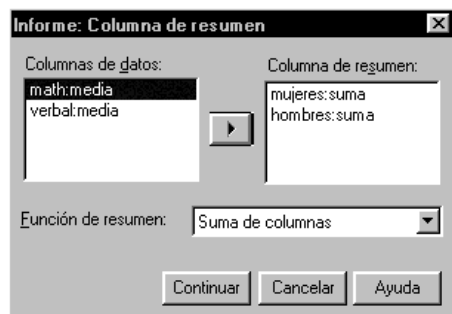 Informe: Columna de resumen
Columnas de datos:
math:media
verbal:media
Columna de resumen:
mujeres:suma
hombres:suma
Función de resumen:
Suma de columnas
Continuar
Cancelar
Ayuda